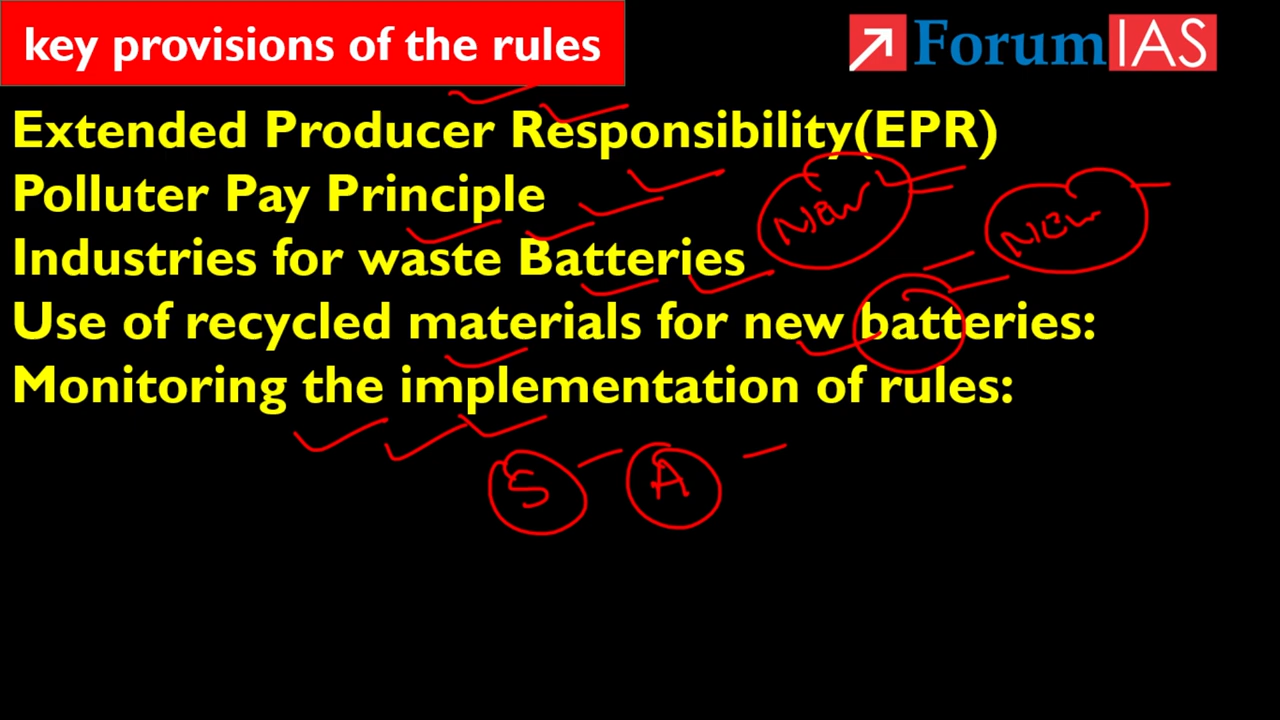 key provisions of the rules
ForumIAS
Extended Producer Responsibility(EPR)
Polluter Pay Principle
NEW
NEW
Industries for waste Batteries
Use of recycled materials for new batteries:
Monitoring the implementation of rules:
S A